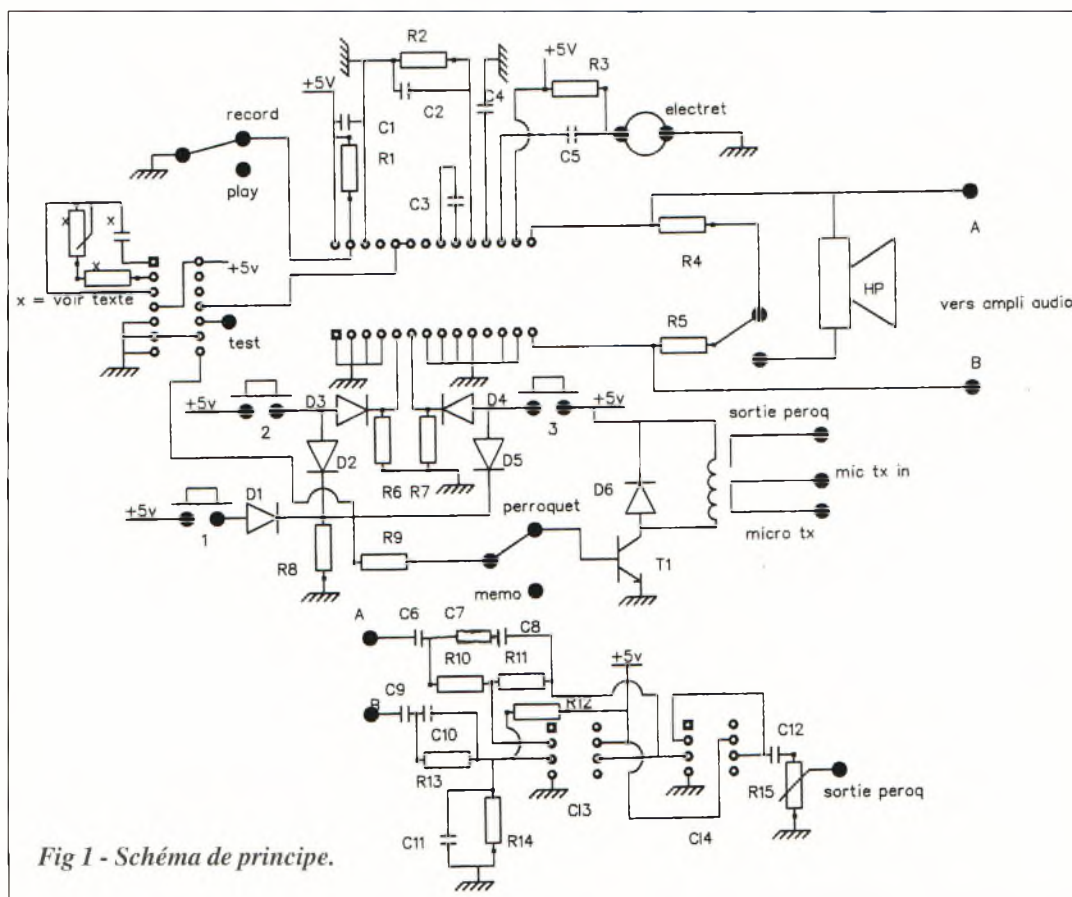 R2
+5V
R3
+5V
C4
electret
record
C2
C1
R1
C5
play
C3
A
R4
x
x
+5v
HP
x
x = voir texte
vers ampli audio
R5
test
B
D3
D4
+5v
+5v
sortie peroq
2
3
D2
D5
mic tx in
R6
R7
D6
D1
perroquet
+5v
micro tx
R9
T1
1
R8
memo
A
C6
C7
C8
+5v
R10
R11
C9
R12
B
C12
C10
R13
R15
sortie peroq
CI3
C11
R14
CI4
Fig 1 - Schéma de principe.